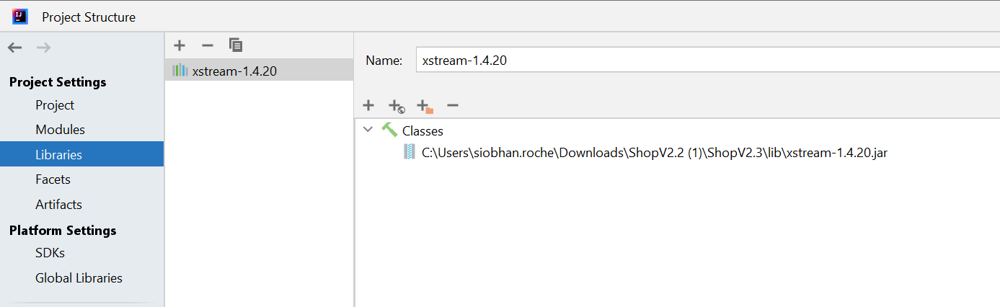 Project Structure
Project Settings
Project
Modules
Libraries
Facets
Artifacts
Platform Settings
SDKs
Global Libraries
xstream-1.4.20
Name: xstream-1.4.20
Classes
C:\Users\siobhan.roche\Downloads\ShopV2.2 (1)\ShopV2.3\lib\xstream-1.4.20.jar